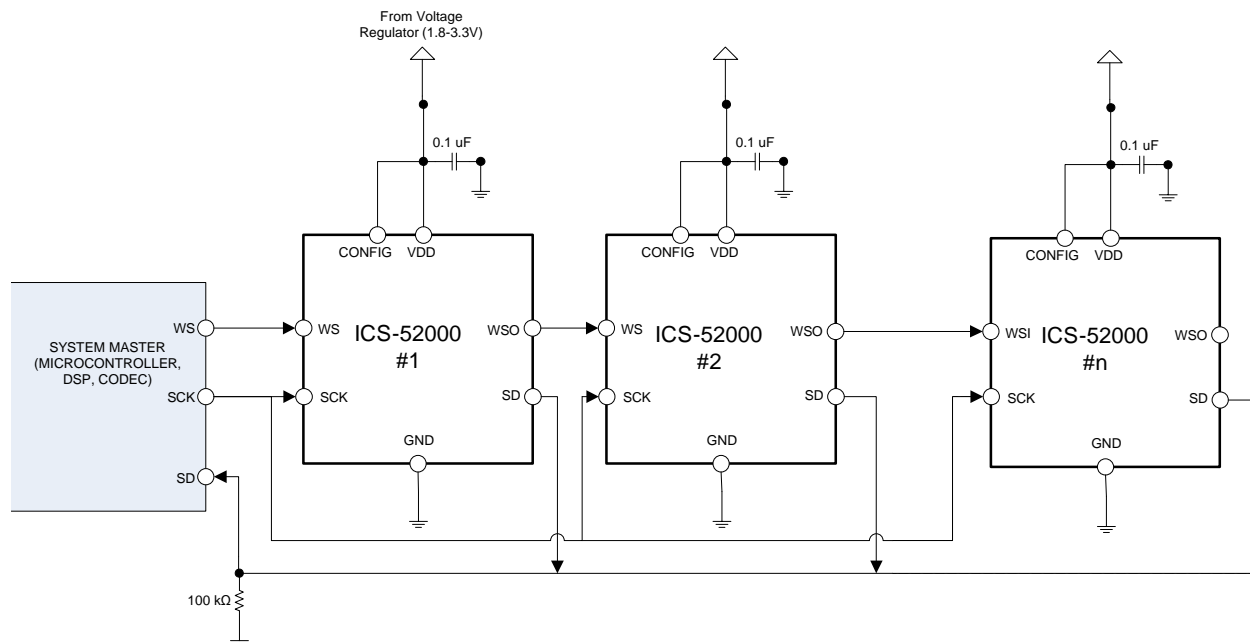 From Voltage
Regulator (1.8-3.3V)
0.1 uF
0.1 uF
0.1 uF
CONFIG
VDD
CONFIG
VDD
CONFIG
VDD
WS
WS
ICS-52000
#1
WSO
WS
ICS-52000
#2
WSO
WSI
ICS-52000
#n
WSO
SYSTEM MASTER
(MICROCONTROLLER,
DSP, CODEC)
SCK
SCK
SD
SCK
SD
SCK
SD
GND
GND
GND
SD
100 kΩ